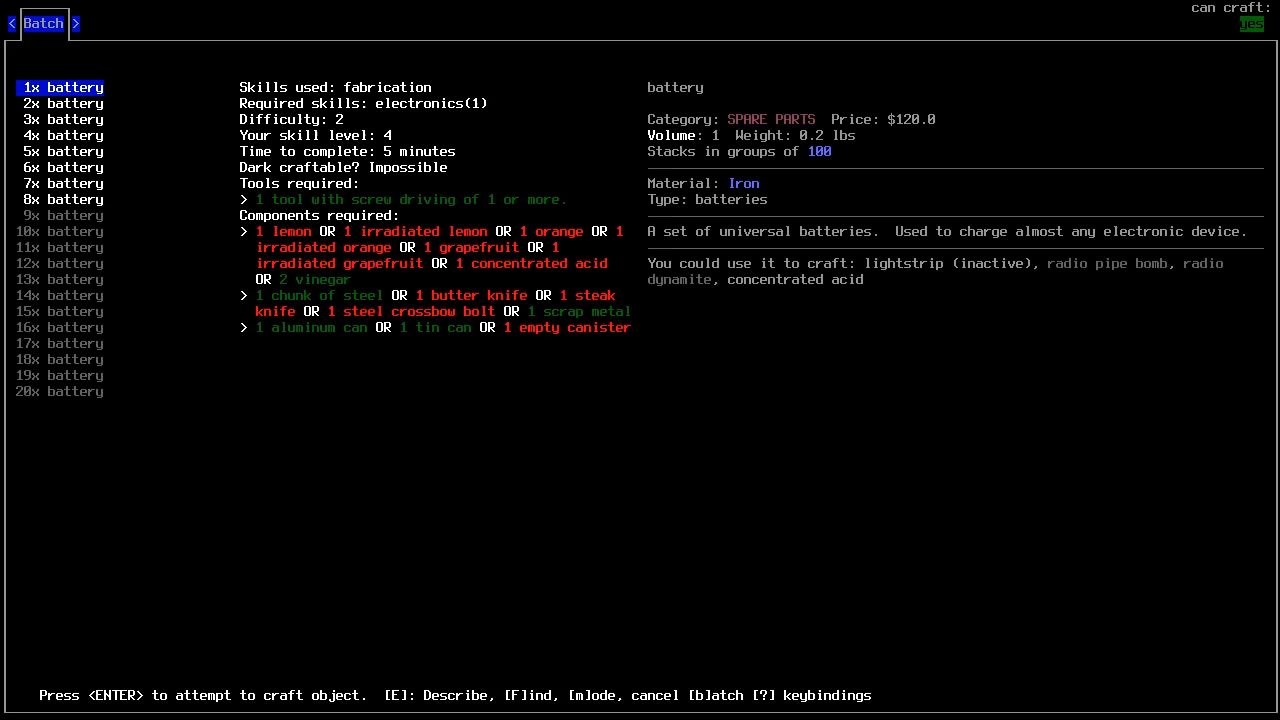 can craft:
< Batch >
yes
1x battery
2x battery
3x battery
4x battery
5x battery
6x battery
7x battery
8x battery
9x battery
10x battery
11x battery
12x battery
13x battery
14x battery
15x battery
16x battery
17x battery
18x battery
19x battery
20x battery
Skills used: fabrication
Required skills: electronics(1)
Difficulty: 2
Your skill level: 4
Time to complete: 5 minutes
Dark craftable? Impossible
Tools required:
> 1 tool with screw driving of 1 or more.
Components required:
> 1 lemon OR 1 irradiated lemon OR 1 orange OR 1
irradiated orange OR 1 grapefruit OR 1
irradiated grapefruit OR 1 concentrated acid
OR 2 vinegar
> 1 chunk of steel OR 1 butter knife OR 1 steak
knife OR 1 steel crossbow bolt OR 1 scrap metal
> 1 aluminum can OR 1 tin can OR 1 empty canister
battery
Category: SPARE PARTS  Price: $120.0
Volume: 1  Weight: 0.2 lbs
Stacks in groups of 100
Material: Iron
Type: batteries
A set of universal batteries.  Used to charge almost any electronic device.
You could use it to craft: lightstrip (inactive), radio pipe bomb, radio
dynamite, concentrated acid
Press <ENTER> to attempt to craft object.  [E]: Describe, [F]ind, [m]ode, cancel [b]atch [?] keybindings